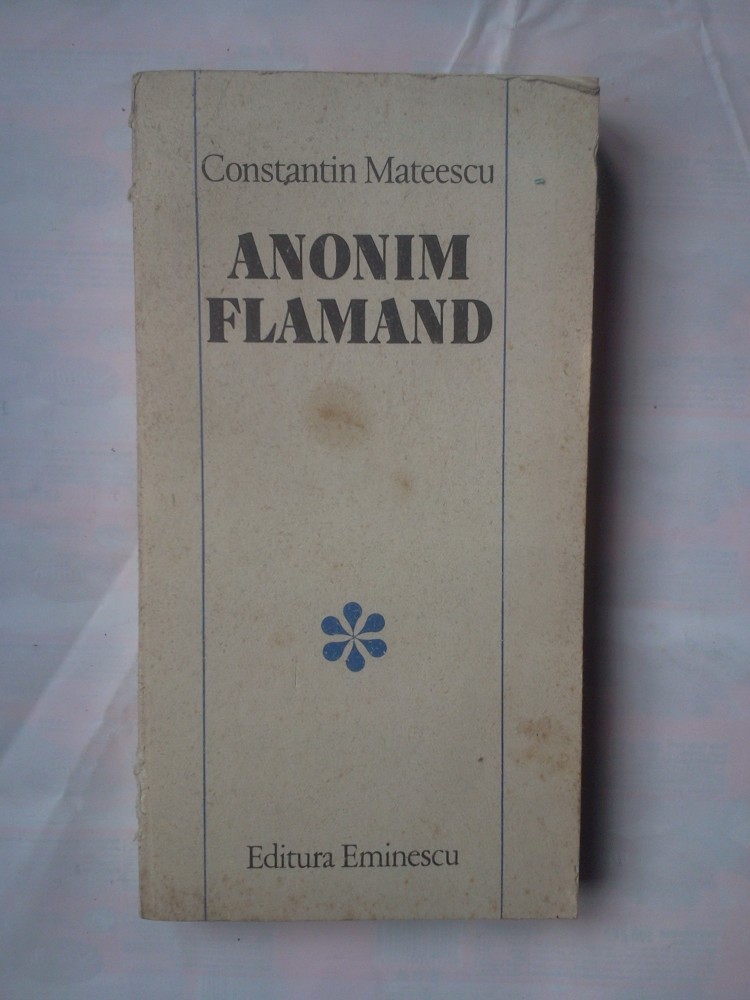 Constantin Mateescu
ANONIM
FLAMAND
Editura Eminescu